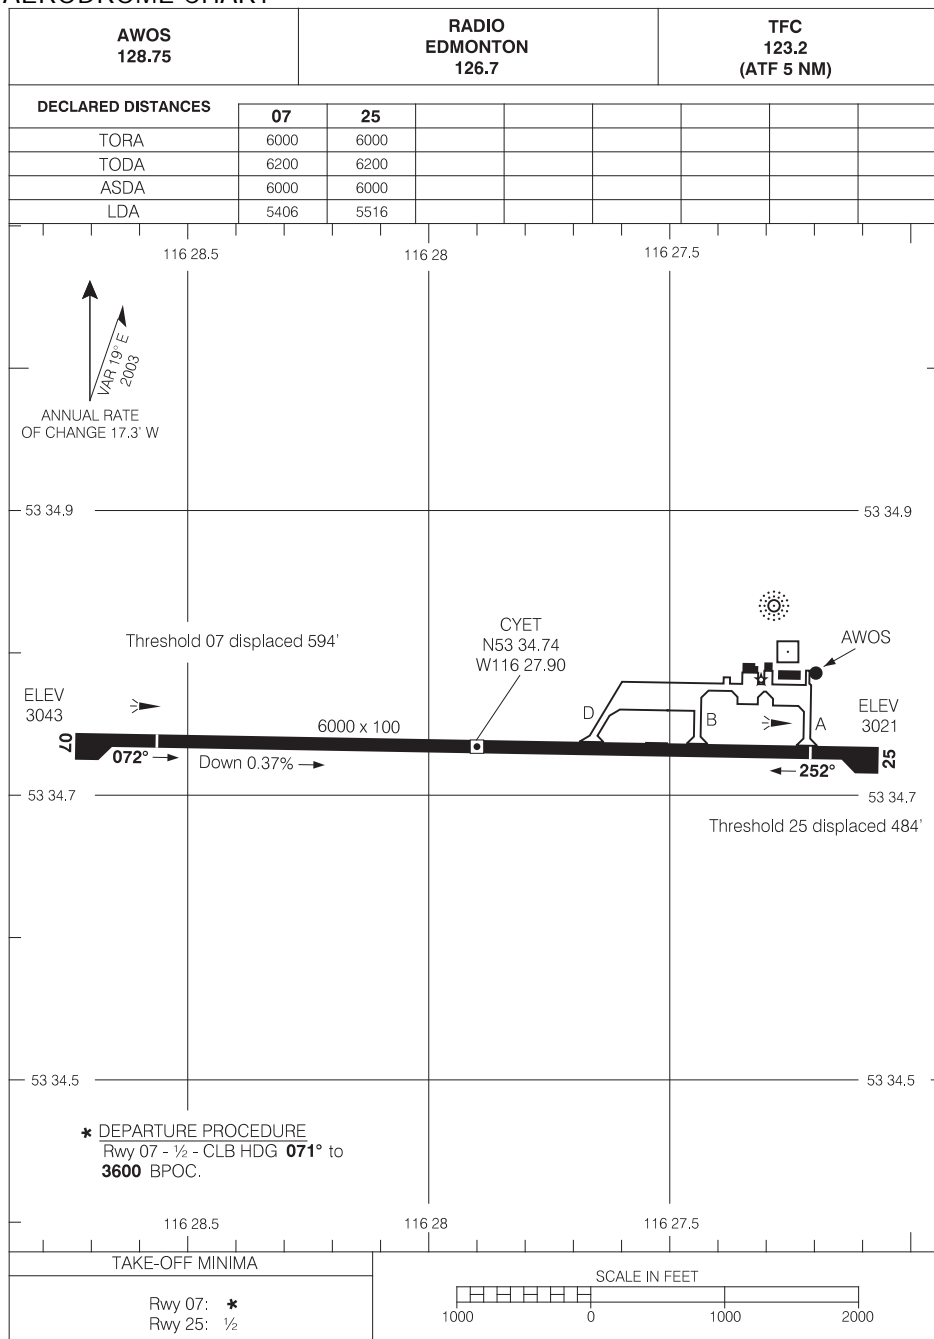 AERODROME CHART
AWOS
128.75
RADIO
EDMONTON
126.7
TFC
123.2
(ATF 5 NM)
DECLARED DISTANCES 07 25
TORA 6000 6000
TODA 6200 6200
ASDA 6000 6000
LDA 5406 5516
116 28.5 116 28 116 27.5
VAR 19° E
2003
ANNUAL RATE
OF CHANGE 17.3' W
53 34.9 53 34.9
Threshold 07 displaced 594'
CYET
N53 34.74
W116 27.90
AWOS
ELEV
3043
ELEV
3021
D
B
A
6000 x 100
07
25
072°
Down 0.37%
252°
53 34.7 53 34.7
Threshold 25 displaced 484'
53 34.5 53 34.5
* DEPARTURE PROCEDURE
Rwy 07 - ½ - CLB HDG 071° to
3600 BPOC.
116 28.5 116 28 116 27.5
TAKE-OFF MINIMA
Rwy 07: *
Rwy 25: ½
SCALE IN FEET
1000 0 1000 2000